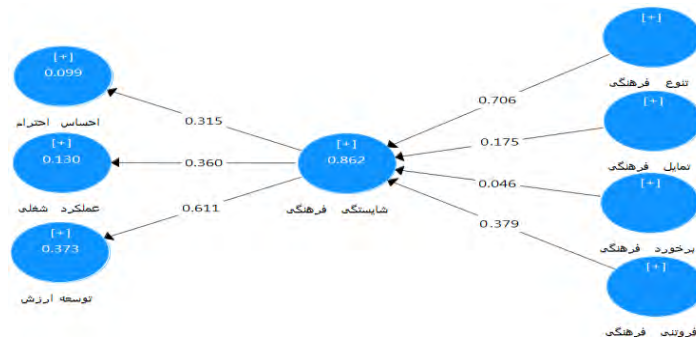 [+]
تنوع فرهنگی
[+]
تمایل فرهنگی
[+]
برخورد فرهنگی
[+]
فروتنی فرهنگی
0.706
0.175
0.046
0.379
[+]
0.862
شایستگی فرهنگی
0.315
0.360
0.611
[+]
0.099
احساس احترام
[+]
0.130
عملکرد شغلی
[+]
0.373
توسعه ارزش